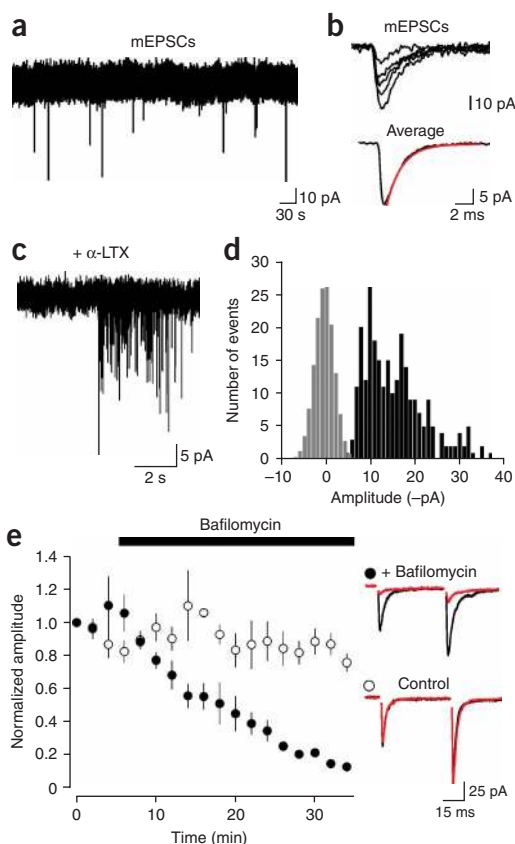 a
mEPSCs
10 pA
30 s
b
mEPSCs
10 pA
Average
5 pA
2 ms
c
+ α-LTX
5 pA
2 s
d
Number of events
30
25
20
15
10
5
0
–10
0
10
20
30
40
Amplitude (–pA)
e
Bafilomycin
Normalized amplitude
1.4
1.2
1.0
0.8
0.6
0.4
0.2
0
0
10
20
30
Time (min)
+ Bafilomycin
Control
25 pA
15 ms